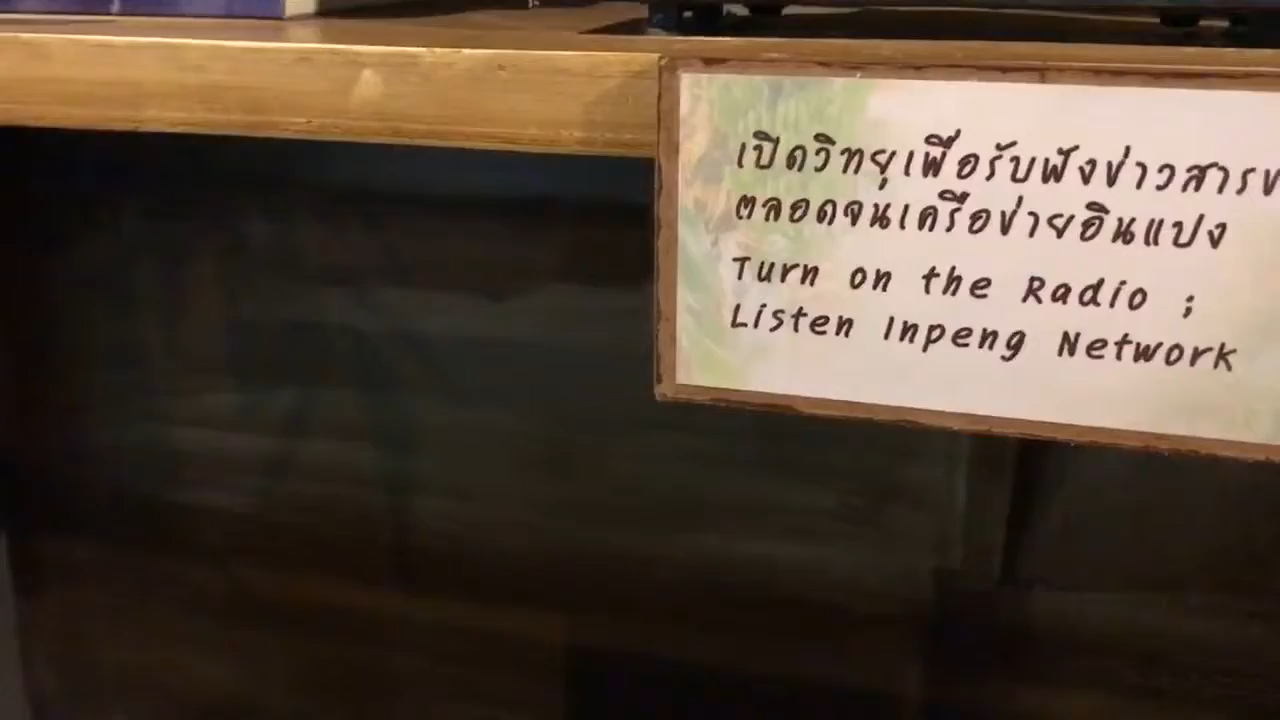 เปิดวิทยุเพื่อรับฟังข่าวสาร
ตลอดจนเครือข่ายอินแปง
Turn on the Radio ;
Listen Inpeng Network